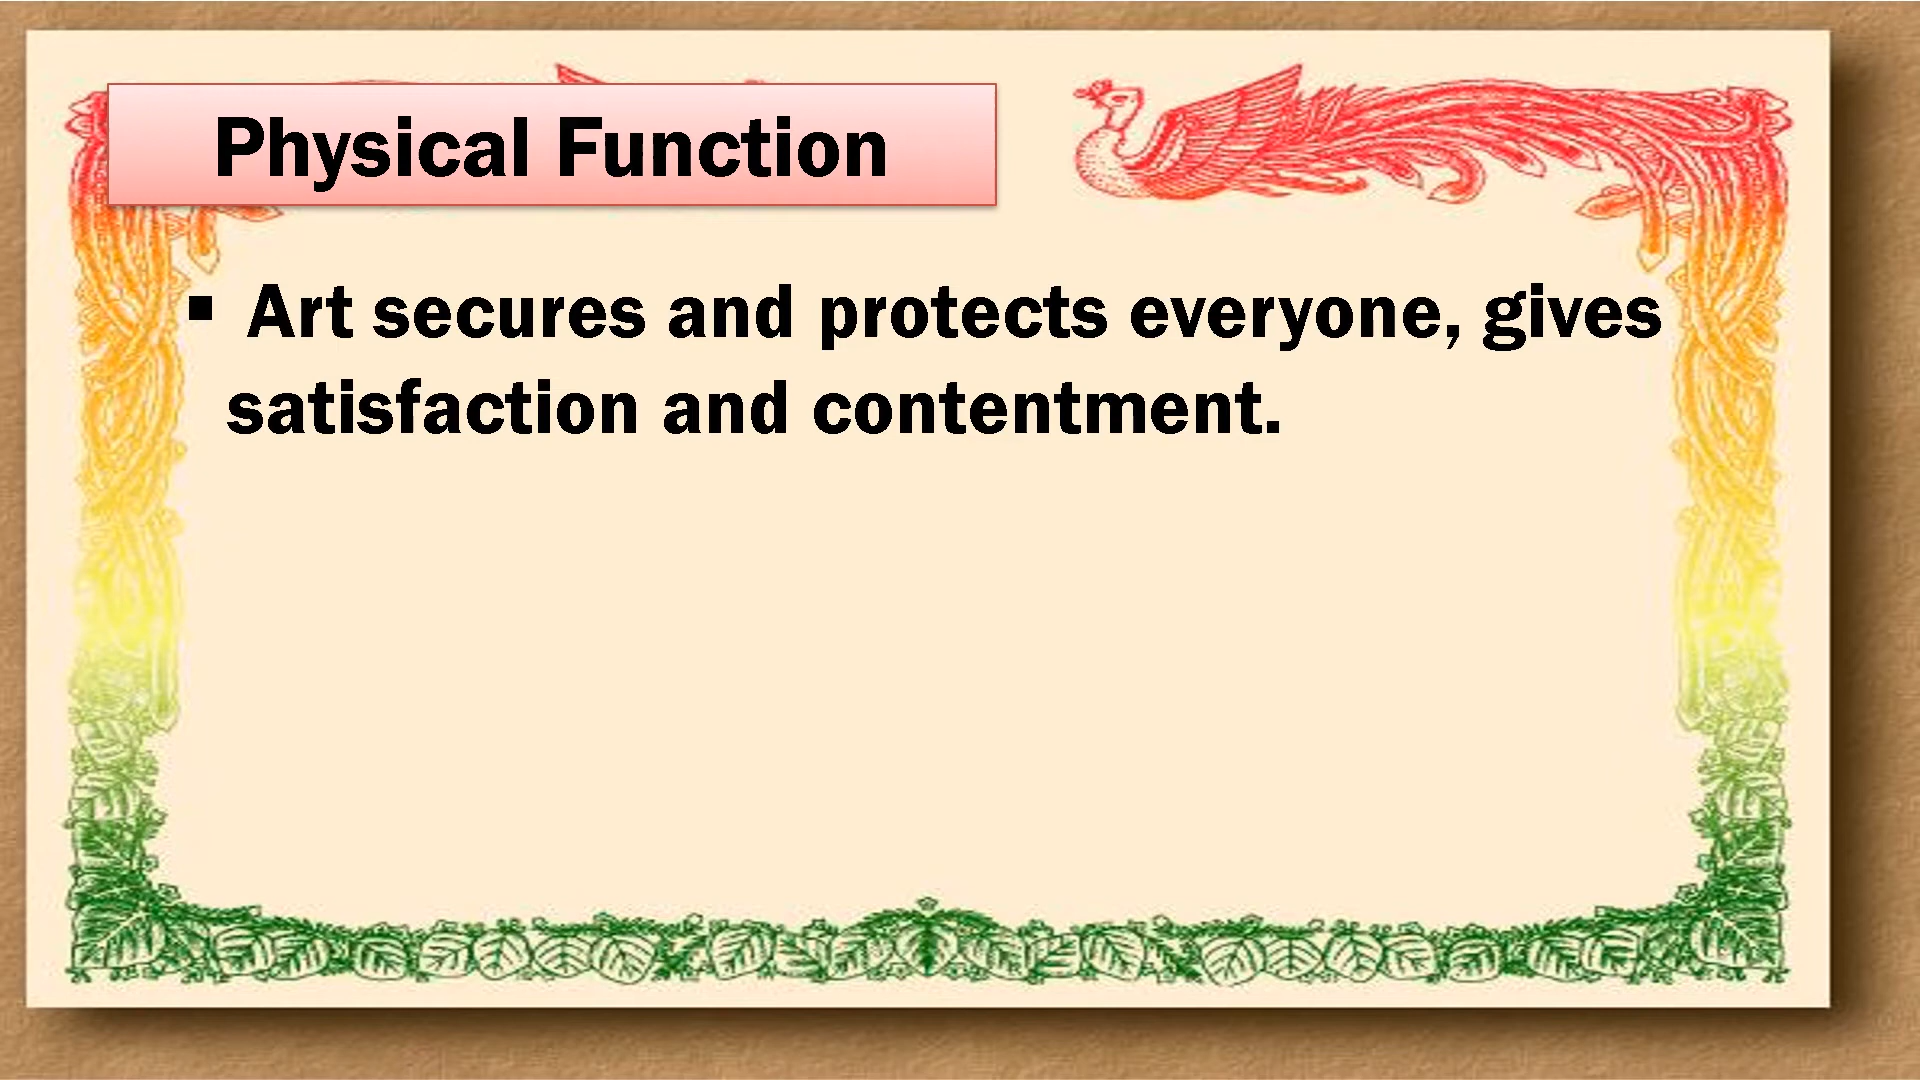 Physical Function
▪ Art secures and protects everyone, gives
satisfaction and contentment.